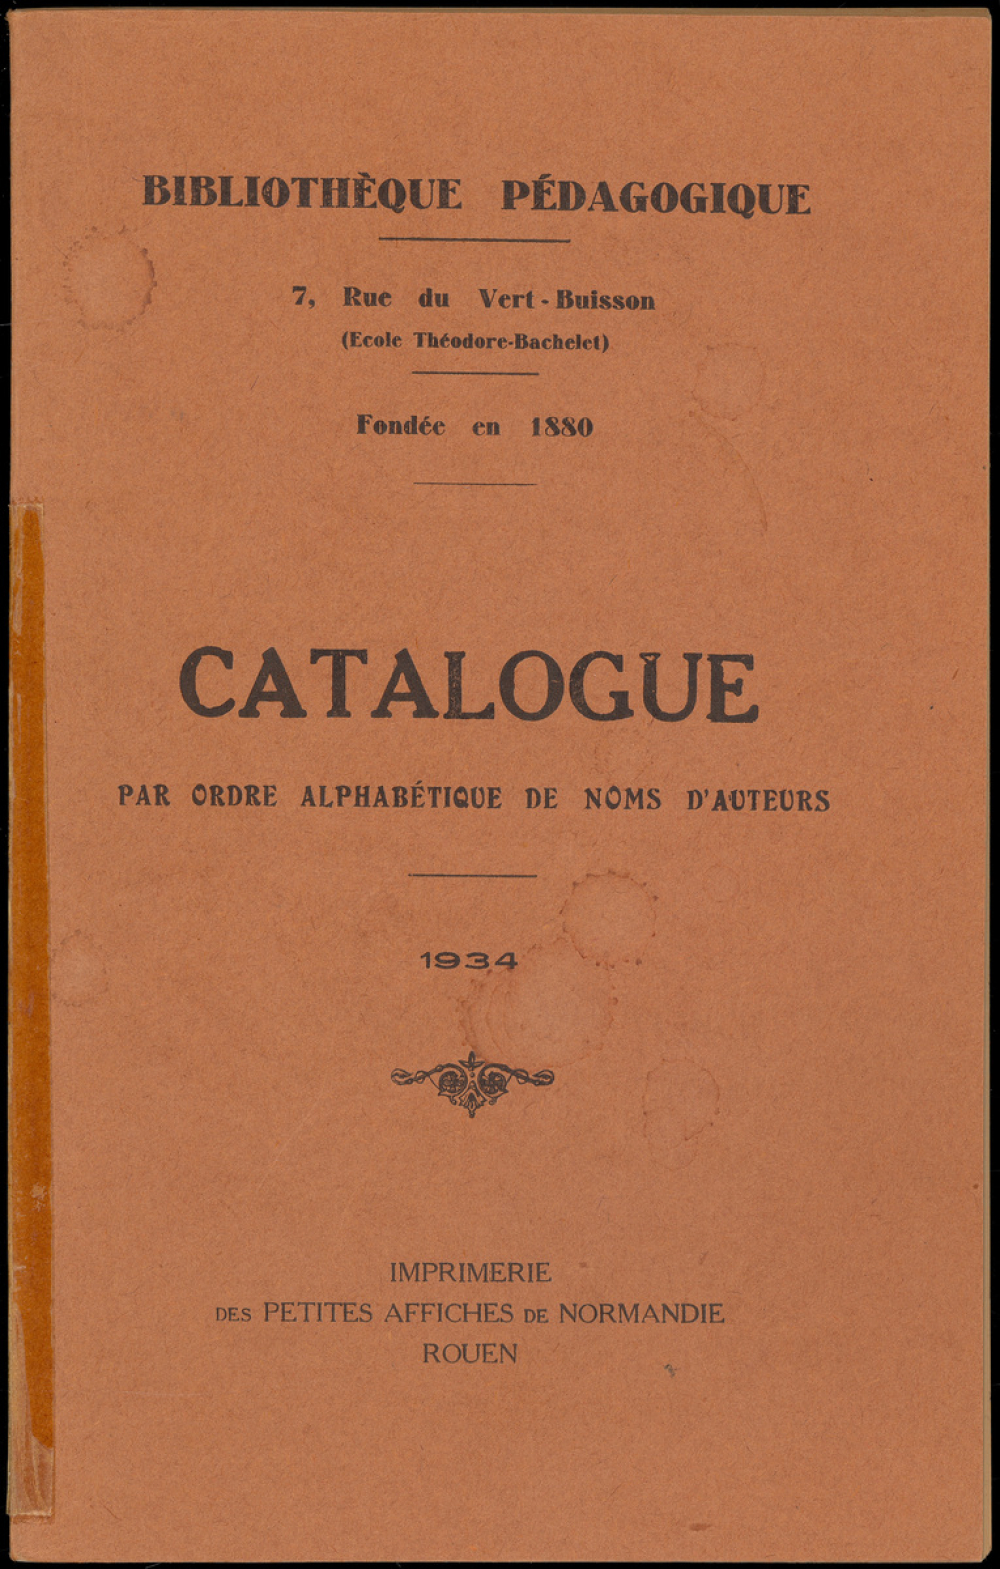 BIBLIOTHÈQUE PÉDAGOGIQUE
7, Rue du Vert-Buisson
(Ecole Théodore-Bachelet)
Fondée en 1880
CATALOGUE
PAR ORDRE ALPHABÉTIQUE DE NOMS D'AUTEURS
1934
IMPRIMERIE
DES PETITES AFFICHES DE NORMANDIE
ROUEN